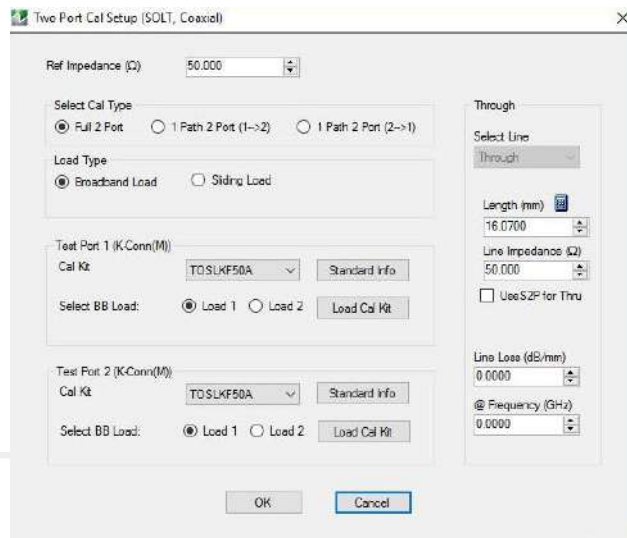 Two Port Cal Setup (SOLT, Coaxial)
Ref Impedance (Ω) 50.000
Select Cal Type
Full 2 Port 1 Path 2 Port (1-->2) 1 Path 2 Port (2-->1)
Load Type
Broadband Load Sliding Load
Test Port 1 (K-Conn(M))
Cal Kit TOSLKF50A Standard Info
Select BB Load: Load 1 Load 2 Load Cal Kit
Test Port 2 (K-Conn(M))
Cal Kit TOSLKF50A Standard Info
Select BB Load: Load 1 Load 2 Load Cal Kit
Through
Select Line
Through
Length (mm)
16.0700
Line Impedance (Ω)
50.000
Use S2P for Thru
Line Loss (dB/mm)
0.0000
@ Frequency (GHz)
0.0000
OK Cancel